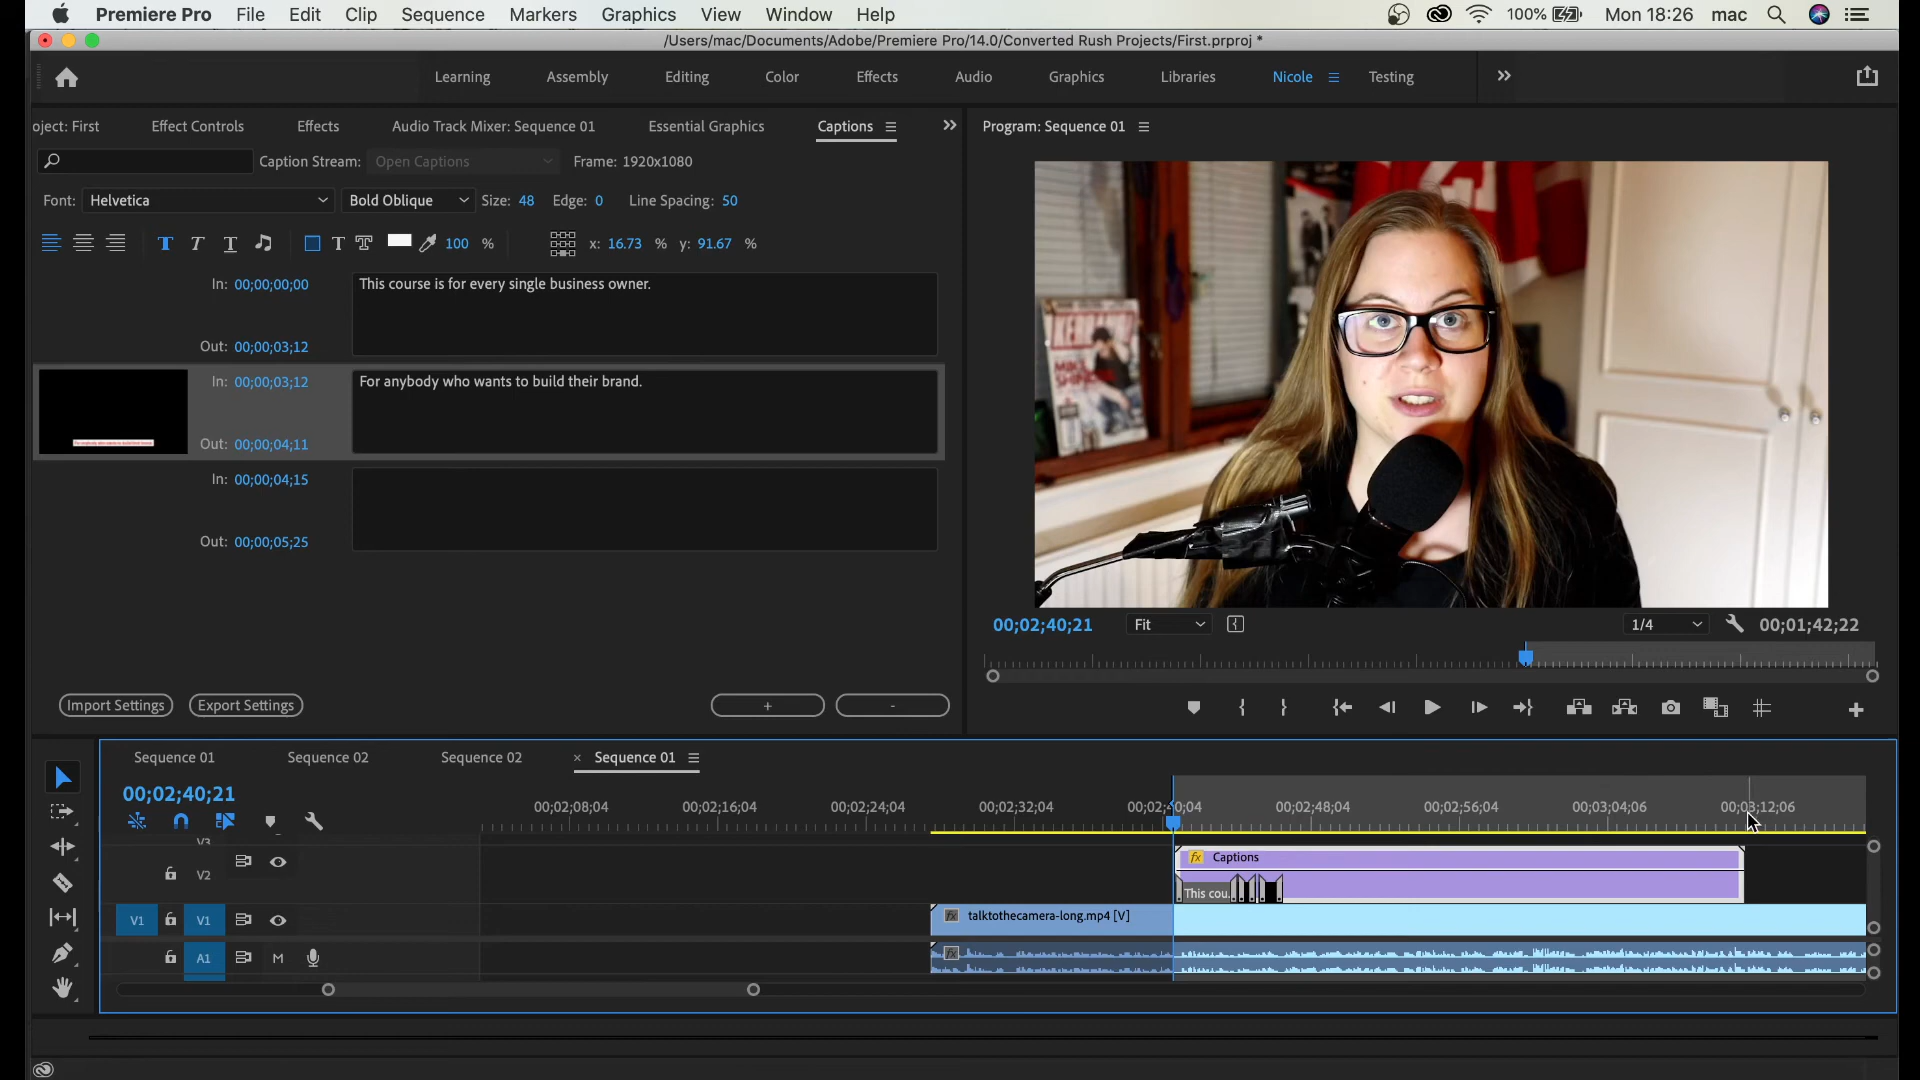 Premiere Pro File Edit Clip Sequence Markers Graphics View Window Help 100% Mon 18:26 mac
/Users/mac/Documents/Adobe/Premiere Pro/14.0/Converted Rush Projects/First.prproj *
Learning Assembly Editing Color Effects Audio Graphics Libraries Nicole Testing
oject: First Effect Controls Effects Audio Track Mixer: Sequence 01 Essential Graphics Captions
Program: Sequence 01
Caption Stream: Open Captions Frame: 1920x1080
Font: Helvetica Bold Oblique Size: 48 Edge: 0 Line Spacing: 50
100 % x: 16.73 % y: 91.67 %
In: 00;00;00;00 This course is for every single business owner.
Out: 00;00;03;12
In: 00;00;03;12 For anybody who wants to build their brand.
Out: 00;00;04;11
In: 00;00;04;15
Out: 00;00;05;25
Import Settings Export Settings + -
00;02;40;21 Fit 1/4 00;01;42;22
Sequence 01 Sequence 02 Sequence 02 × Sequence 01
00;02;40;21
00;02;08;04 00;02;16;04 00;02;24;04 00;02;32;04 00;02;40;04 00;02;48;04 00;02;56;04 00;03;04;06 00;03;12;06
V3
V2 fx Captions
This cou
V1 V1 fx talktothecamera-long.mp4 [V]
A1 M fx